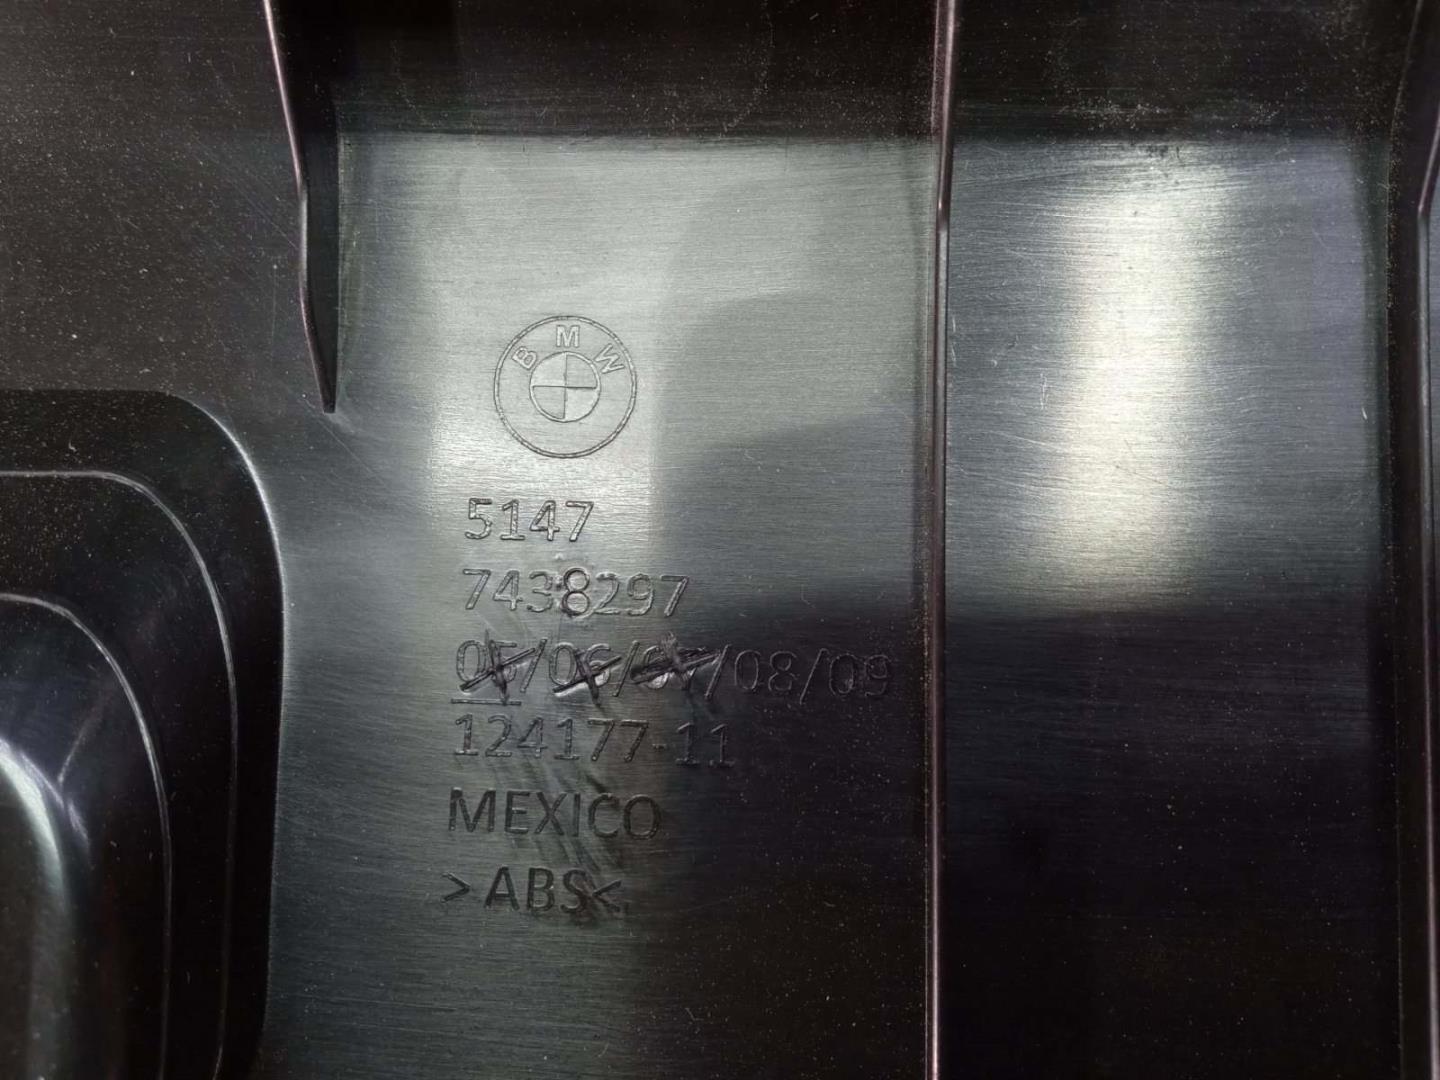 BMW
5147
7438297
05/06/07/08/09
124177-11
MEXICO
>ABS<